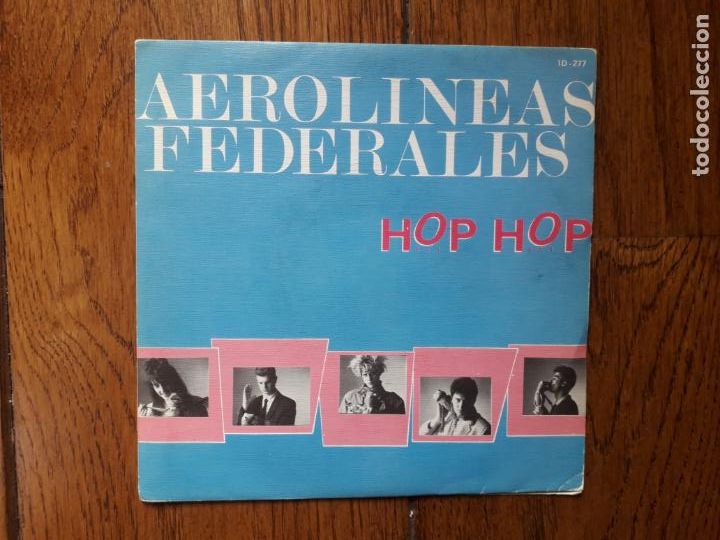 1D-277
AEROLINEAS
FEDERALES
HOP HOP
todocoleccion